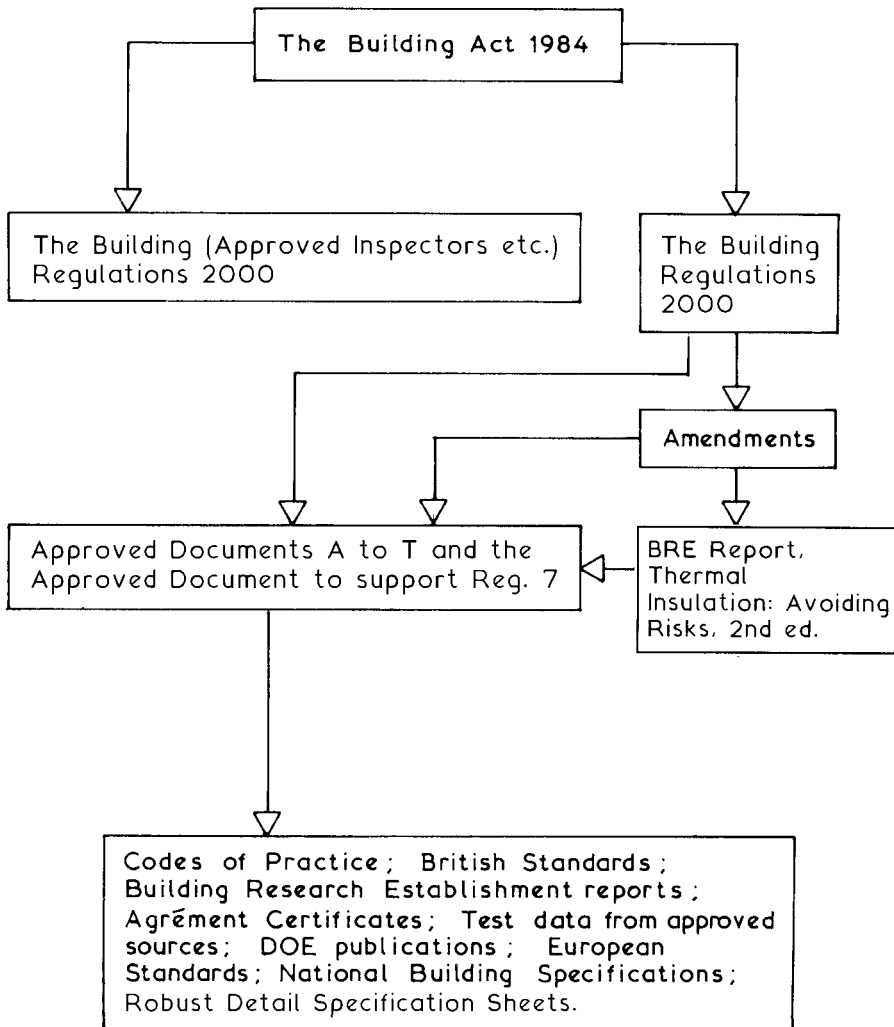 The Building Act 1984
The Building (Approved Inspectors etc.)
Regulations 2000
The Building
Regulations
2000
Amendments
Approved Documents A to T and the
Approved Document to support Reg. 7
BRE Report,
Thermal
Insulation: Avoiding
Risks, 2nd ed.
Codes of Practice; British Standards;
Building Research Establishment reports;
Agrément Certificates; Test data from approved
sources; DOE publications; European
Standards; National Building Specifications;
Robust Detail Specification Sheets.